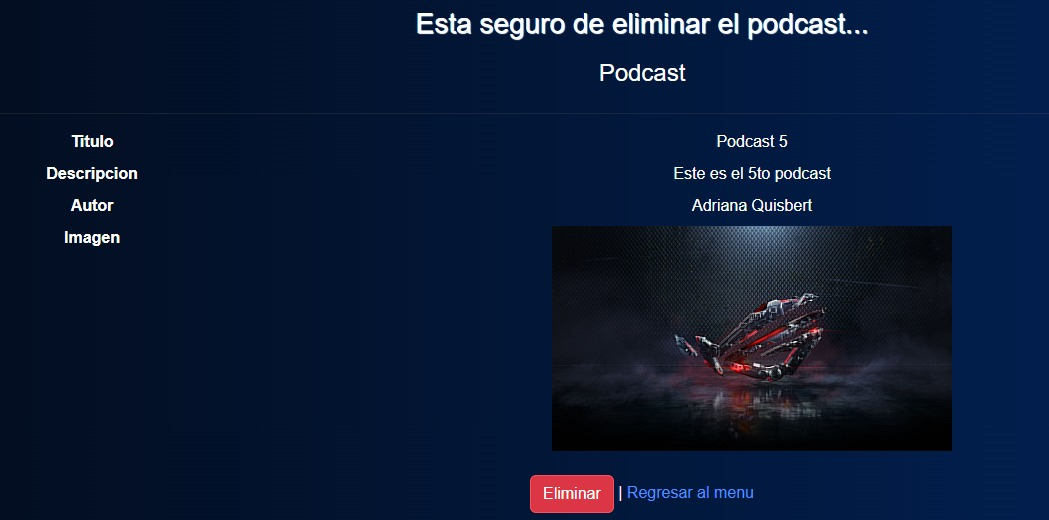 Esta seguro de eliminar el podcast...
Podcast
Titulo Podcast 5
Descripcion Este es el 5to podcast
Autor Adriana Quisbert
Imagen
Eliminar | Regresar al menu